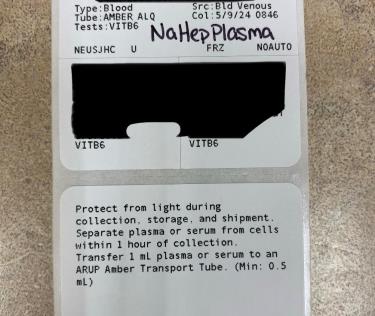 Type:Blood Src:Bld Venous
Tube:AMBER ALQ Col:5/9/24 0846
Tests:VITB6
NaHepPlasma
NEUSJHC U FRZ NOAUTO
VITB6 VITB6
Protect from light during
collection, storage, and shipment.
Separate plasma or serum from cells
within 1 hour of collection.
Transfer 1 mL plasma or serum to an
ARUP Amber Transport Tube. (Min: 0.5
mL)